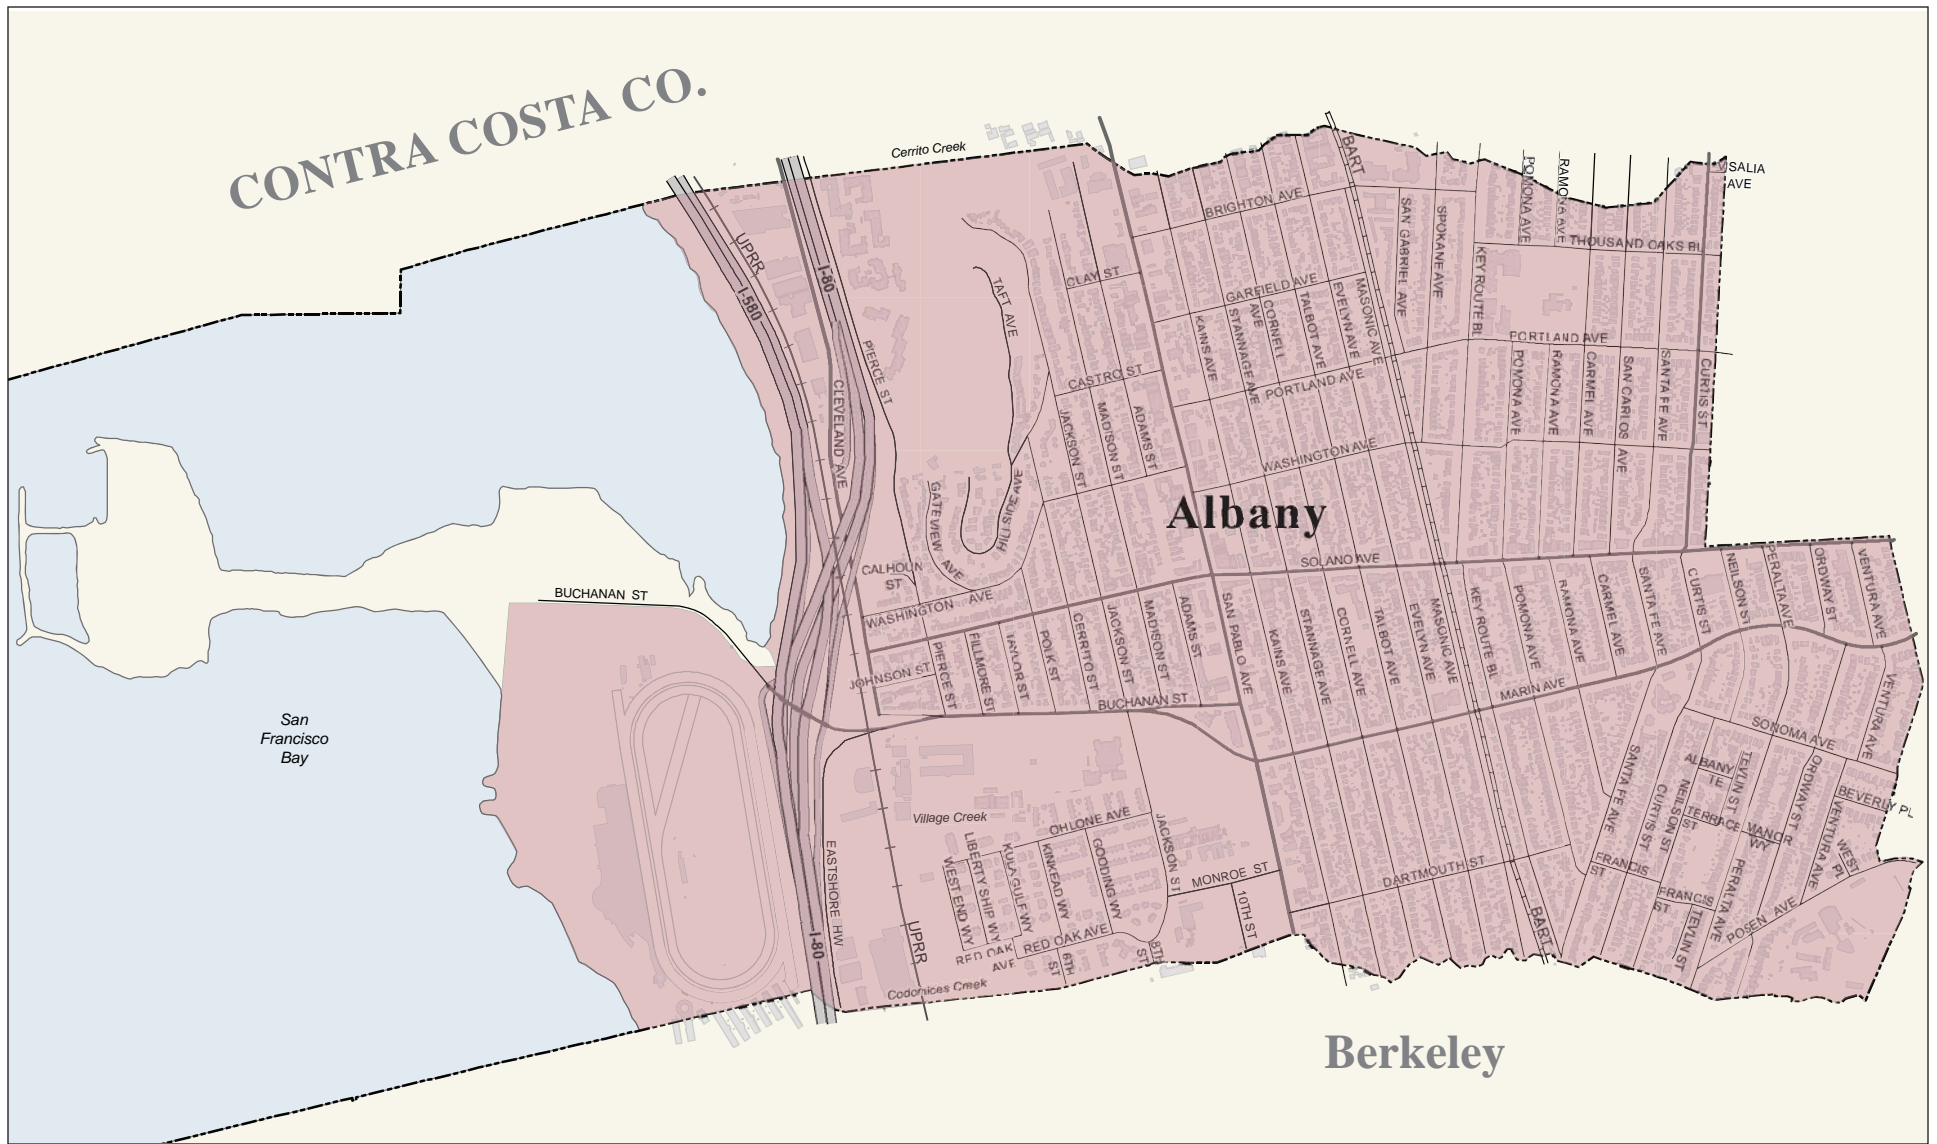 CONTRA COSTA CO.
Cerrito Creek
BART
VISALIA
AVE
POMONA AVE
RAMONA AVE
BRIGHTON AVE
SAN GABRIEL AVE
SPOKANE AVE
KEY ROUTE BL
THOUSAND OAKS BL
UPRR
I-580
I-80
CLAY ST
TAFT AVE
GARFIELD AVE
KAINS AVE
STANNAGE AVE
CORNELL
AVE
TALBOT AVE
EVELYN AVE
MASONIC AVE
PIERCE ST
CLEVELAND AVE
CASTRO ST
PORTLAND AVE
PORTLAND AVE
POMONA AVE
RAMONA AVE
CARMEL AVE
SAN CARLOS AVE
SANTA FE AVE
CURTIS ST
JACKSON ST
MADISON ST
ADAMS ST
WASHINGTON AVE
GATEVIEW AVE
HILLSIDE AVE
Albany
SOLANO AVE
CALHOUN
ST
BUCHANAN ST
WASHINGTON AVE
JOHNSON ST
PIERCE ST
FILLMORE ST
TAYLOR ST
POLK ST
CERRITO ST
JACKSON ST
MADISON ST
ADAMS ST
SAN PABLO AVE
KAINS AVE
STANNAGE AVE
CORNELL AVE
TALBOT AVE
EVELYN AVE
MASONIC AVE
KEY ROUTE BL
POMONA AVE
RAMONA AVE
CARMEL AVE
SANTA FE AVE
CURTIS ST
NEILSON ST
PERALTA AVE
ORDWAY ST
VENTURA AVE
BUCHANAN ST
MARIN AVE
San
Francisco
Bay
VENTURA AVE
SONOMA AVE
SANTA FE AVE
CURTIS ST
NEILSON ST
ALBANY
TE
TEVLIN ST
ORDWAY ST
BEVERLY PL
TERRACE
ST
MANOR
WY
VENTURA AVE
WEST
PL
PERALTA AVE
Village Creek
OHLONE AVE
EASTSHORE HW
WEST END WY
LIBERTY SHIP WY
KULA GULF WY
KINKEAD WY
GOODING WY
JACKSON ST
MONROE ST
10TH ST
DARTMOUTH ST
FRANCIS
ST
FRANCIS
ST
TEVLIN ST
POSEN AVE
I-80
UPRR
RED OAK
AVE
RED OAK AVE
6TH
ST
8TH
ST
BART
Codornices Creek
Berkeley